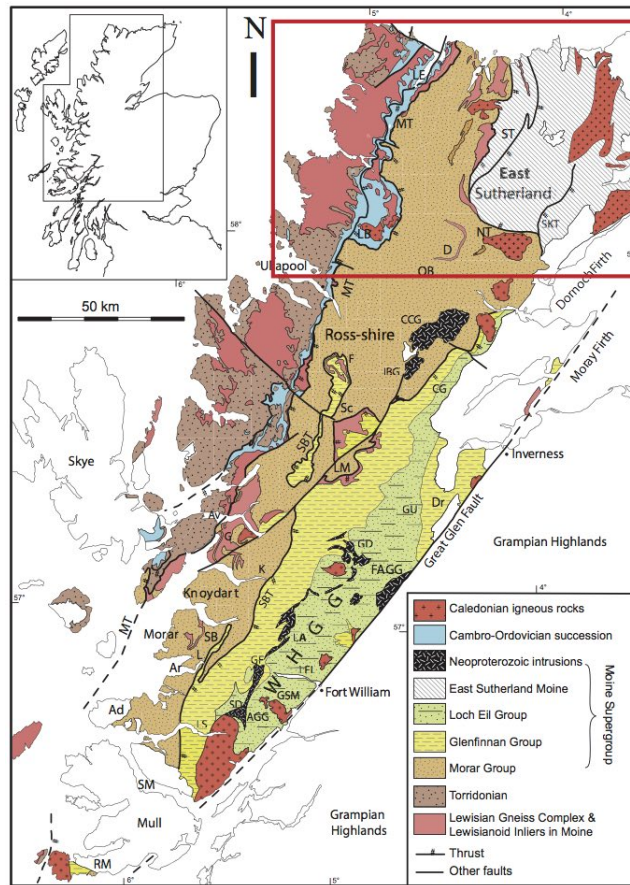 N
5°
4°
LE
MT
ST
East
Sutherland
58
LB
D
NT
SKT
OB
Ullapool
6
Dornoch Firth
50 km
MT
CCG
Ross-shire
Moray Firth
F
IBG
CG
Sc
Skye
SBT
LM
Inverness
Av
Dr
GU
Great Glen Fault
G
GD
Grampian Highlands
K
FAGG
57
Knoydart
SBT
4
MT
Morar
SB
57
L
LA
W H G G
Ar
GF
LEL
Fort William
Ad
SD
GSM
LS
AGG
SM
Grampian
Highlands
Mull
RM
6
5
Caledonian igneous rocks
Cambro-Ordovician succession
Neoproterozoic intrusions
East Sutherland Moine
Loch Eil Group
Glenfinnan Group
Morar Group
Moine Supergroup
Torridonian
Lewisian Gneiss Complex &
Lewisianoid Inliers in Moine
Thrust
Other faults